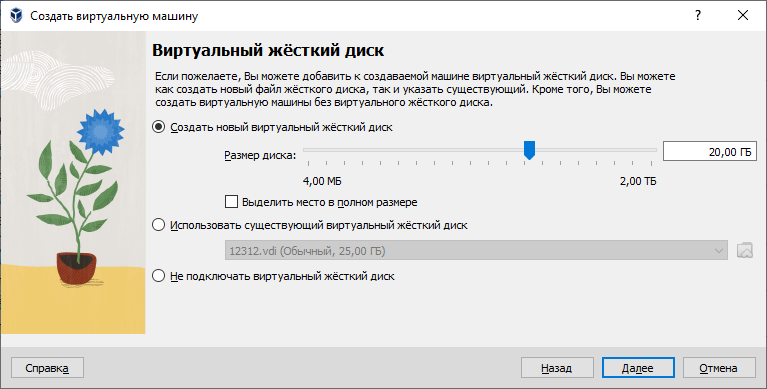 Создать виртуальную машину
Виртуальный жёсткий диск
Если пожелаете, Вы можете добавить к создаваемой машине виртуальный жёсткий диск. Вы можете
как создать новый файл жёсткого диска, так и указать существующий. Кроме того, Вы можете
создать виртуальную машины без виртуального жёсткого диска.
Создать новый виртуальный жёсткий диск
Размер диска:
20,00 ГБ
4,00 МБ
2,00 ТБ
Выделить место в полном размере
Использовать существующий виртуальный жёсткий диск
12312.vdi (Обычный, 25,00 ГБ)
Не подключать виртуальный жёсткий диск
Справка
Назад
Далее
Отмена